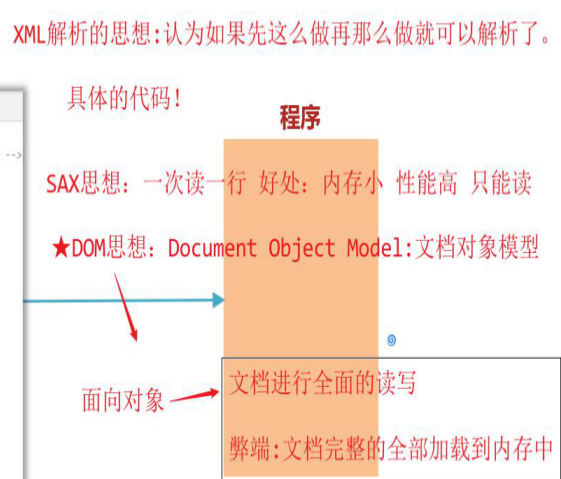 XML解析的思想:认为如果先这么做再那么做就可以解析了。
具体的代码!
程序
-->
SAX思想: 一次读一行 好处: 内存小 性能高 只能读
★DOM思想: Document Object Model:文档对象模型
面向对象
文档进行全面的读写
弊端:文档完整的全部加载到内存中